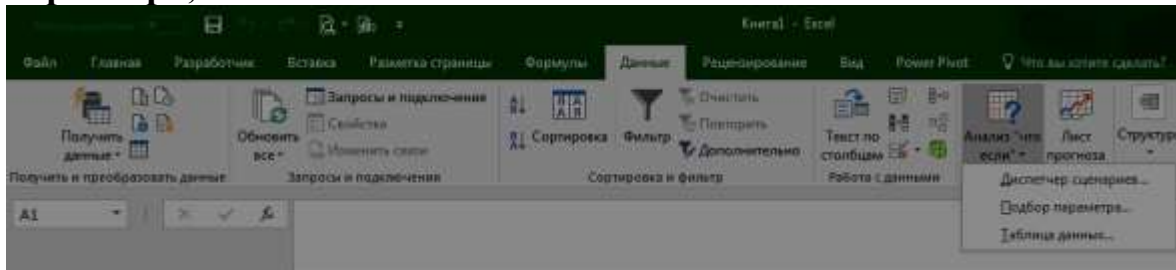 Книга1 - Excel
Файл Главная Разработчик Вставка Разметка страницы Формулы Данные Рецензирование Вид Power Pivot Что вы хотите сделать?
Получить данные
Обновить все
Запросы и подключения
Свойства
Изменить связи
Сортировка
Фильтр
Очистить
Повторить
Дополнительно
Текст по столбцам
Анализ "что если"
Лист прогноза
Получить и преобразовать данные
Запросы и подключения
Сортировка и фильтр
Работа с данными
Диспетчер сценариев...
Подбор параметра...
Таблица данных...
A1
fx